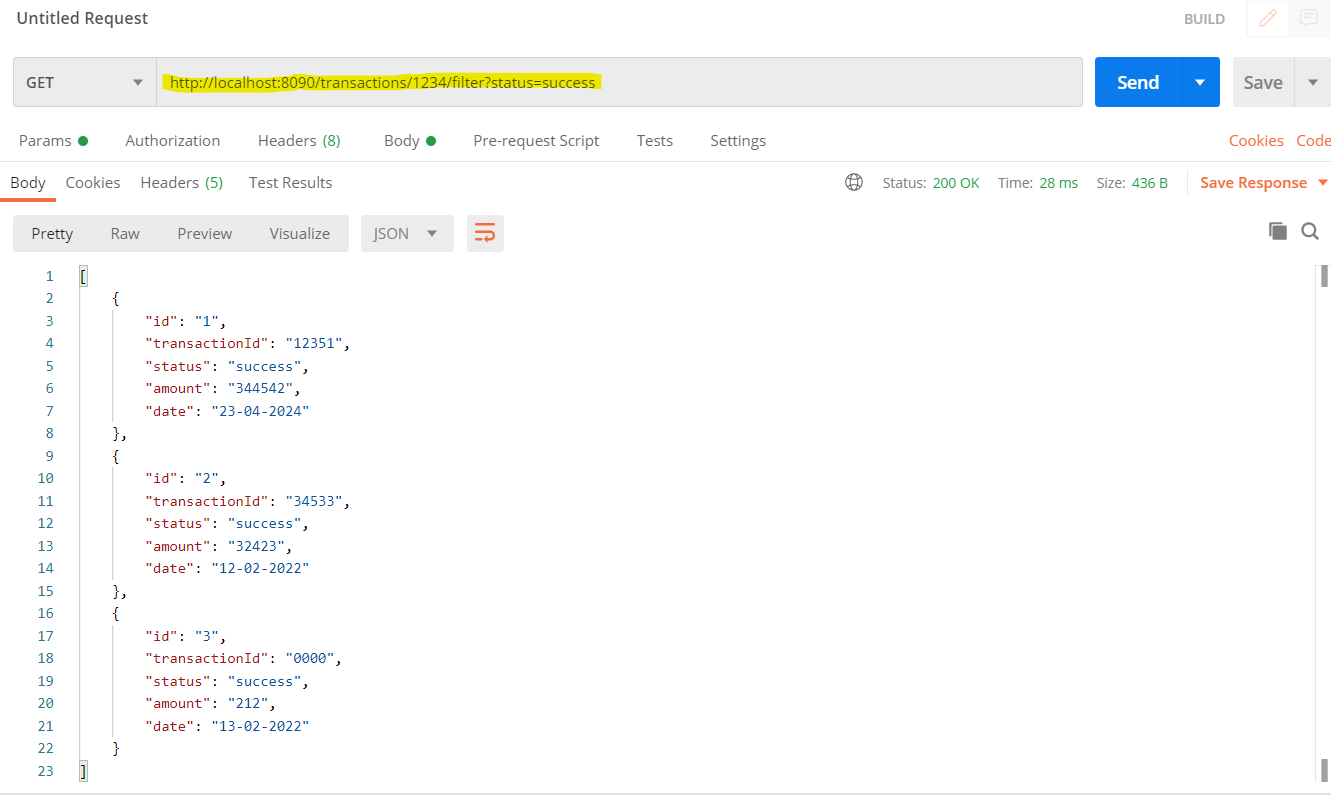 Untitled Request BUILD
GET http://localhost:8090/transactions/1234/filter?status=success Send Save
Params Authorization Headers (8) Body Pre-request Script Tests Settings Cookies Code
Body Cookies Headers (5) Test Results Status: 200 OK Time: 28 ms Size: 436 B Save Response
Pretty Raw Preview Visualize JSON
1 [
2 {
3 "id": "1",
4 "transactionId": "12351",
5 "status": "success",
6 "amount": "344542",
7 "date": "23-04-2024"
8 },
9 {
10 "id": "2",
11 "transactionId": "34533",
12 "status": "success",
13 "amount": "32423",
14 "date": "12-02-2022"
15 },
16 {
17 "id": "3",
18 "transactionId": "0000",
19 "status": "success",
20 "amount": "212",
21 "date": "13-02-2022"
22 }
23 ]